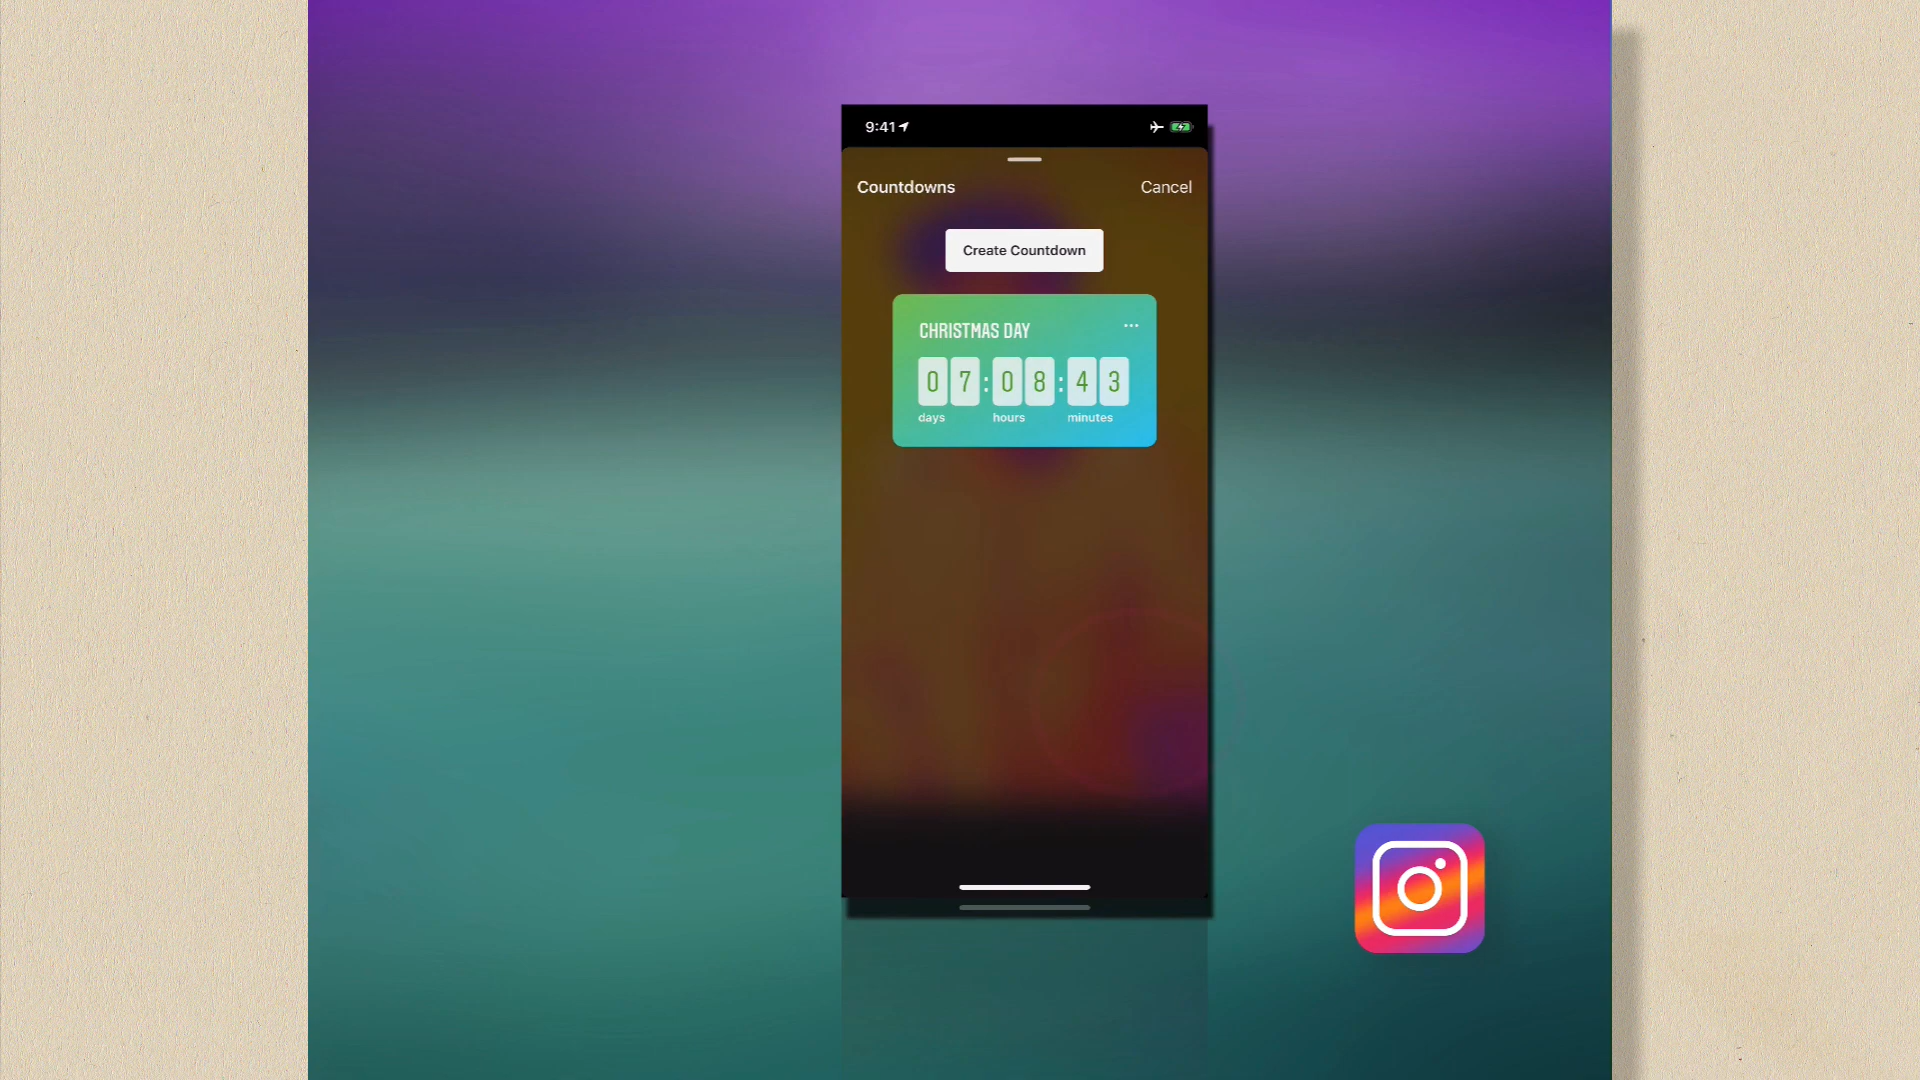 9:41
Countdowns
Cancel
Create Countdown
CHRISTMAS DAY
07:08:43
days hours minutes